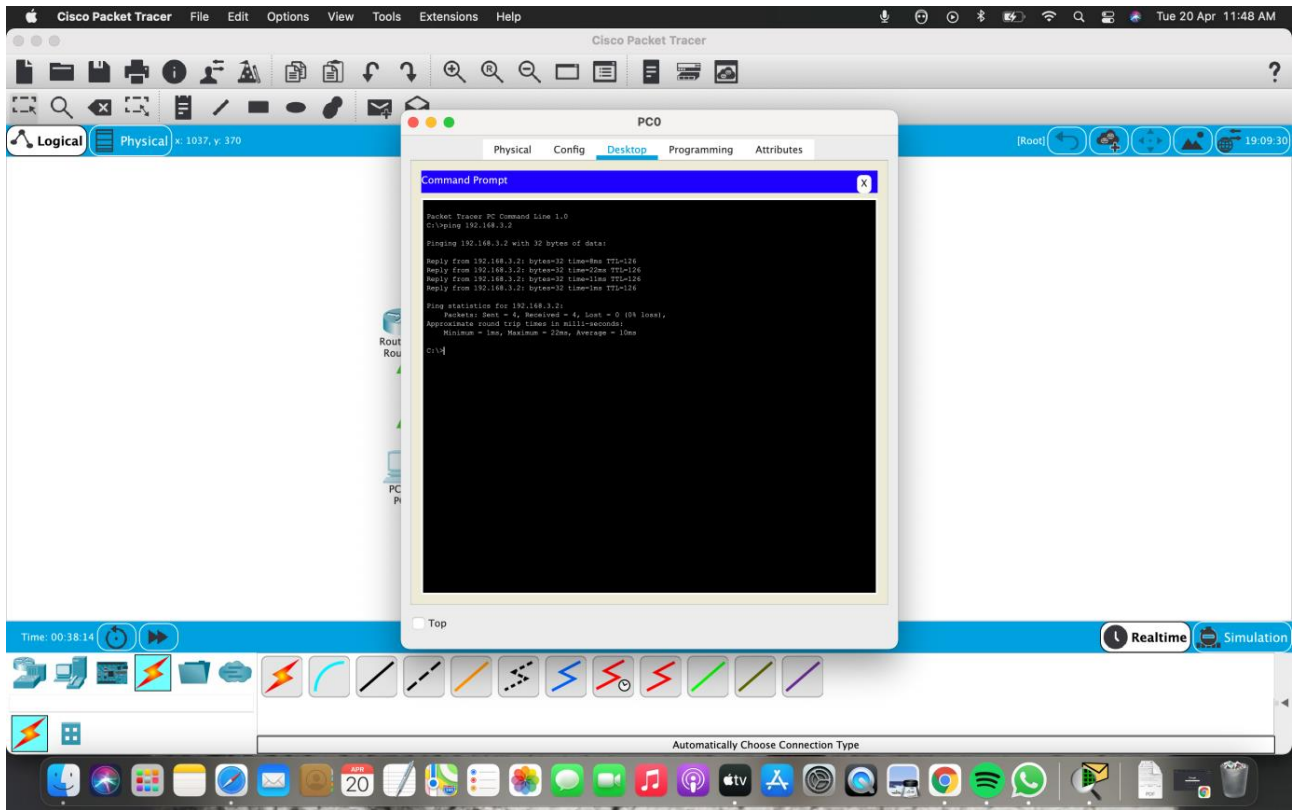 Cisco Packet Tracer File Edit Options View Tools Extensions Help Tue 20 Apr 11:48 AM
Cisco Packet Tracer
?
Logical Physical x: 1037, y: 370 [Root] 19:09:30
PC0
Physical Config Desktop Programming Attributes
Command Prompt X
Packet Tracer PC Command Line 1.0
C:\>ping 192.168.3.2
Pinging 192.168.3.2 with 32 bytes of data:
Reply from 192.168.3.2: bytes=32 time=8ms TTL=126
Reply from 192.168.3.2: bytes=32 time=22ms TTL=126
Reply from 192.168.3.2: bytes=32 time=11ms TTL=126
Reply from 192.168.3.2: bytes=32 time=1ms TTL=126
Ping statistics for 192.168.3.2:
Packets: Sent = 4, Received = 4, Lost = 0 (0% loss),
Approximate round trip times in milli-seconds:
Minimum = 1ms, Maximum = 22ms, Average = 10ms
C:\>
Rout
Rou
PC
Top
Time: 00:38:14 Realtime Simulation
Automatically Choose Connection Type
APR
20
tv